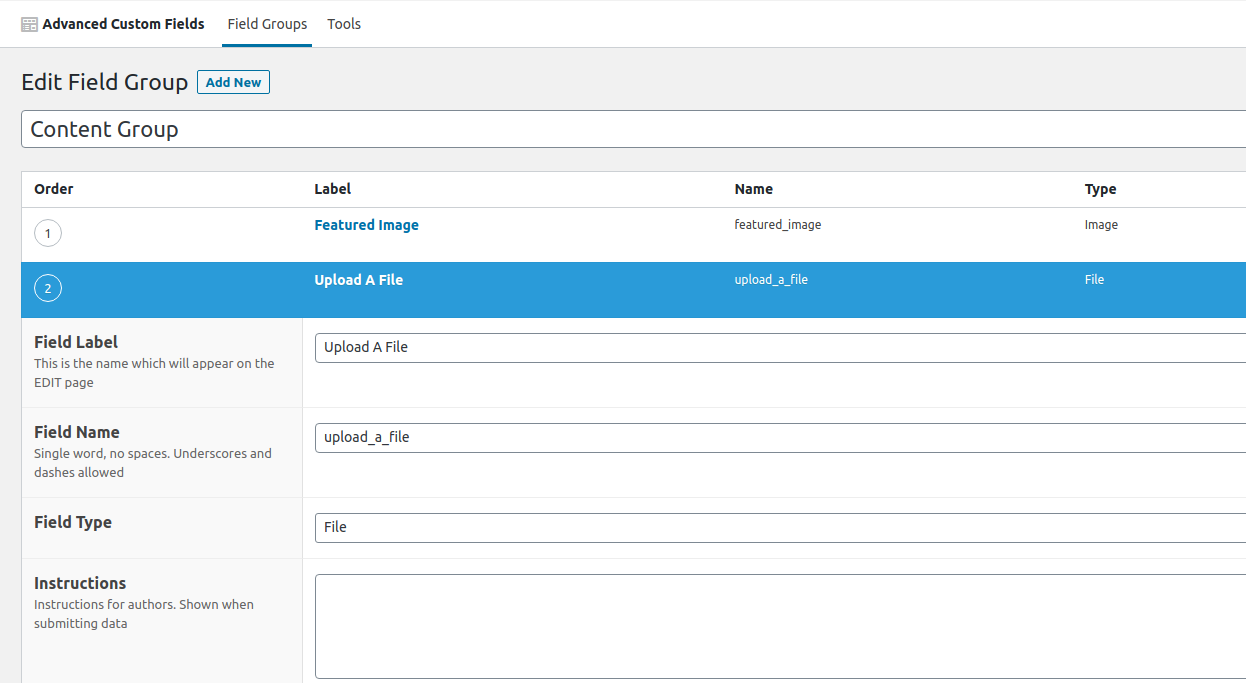 Advanced Custom Fields Field Groups Tools
Edit Field Group Add New
Content Group
Order Label Name Type
1 Featured Image featured_image Image
2 Upload A File upload_a_file File
Field Label
This is the name which will appear on the
EDIT page
Upload A File
Field Name
Single word, no spaces. Underscores and
dashes allowed
upload_a_file
Field Type
File
Instructions
Instructions for authors. Shown when
submitting data